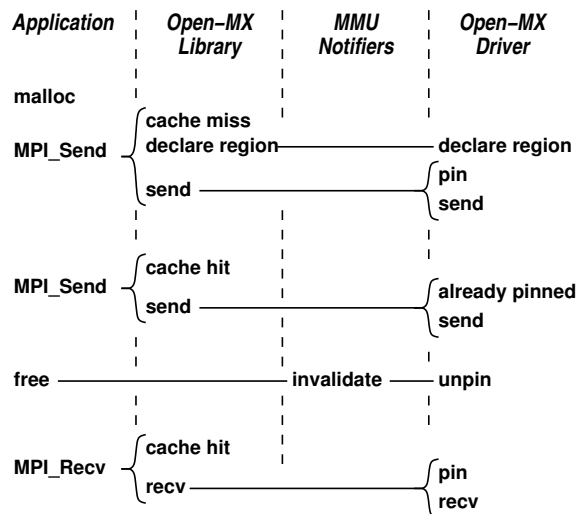 Application Open−MX Library MMU Notifiers Open−MX Driver
malloc
cache miss
MPI_Send declare region declare region
send pin
send
cache hit
MPI_Send already pinned
send send
free invalidate unpin
cache hit
MPI_Recv pin
recv recv